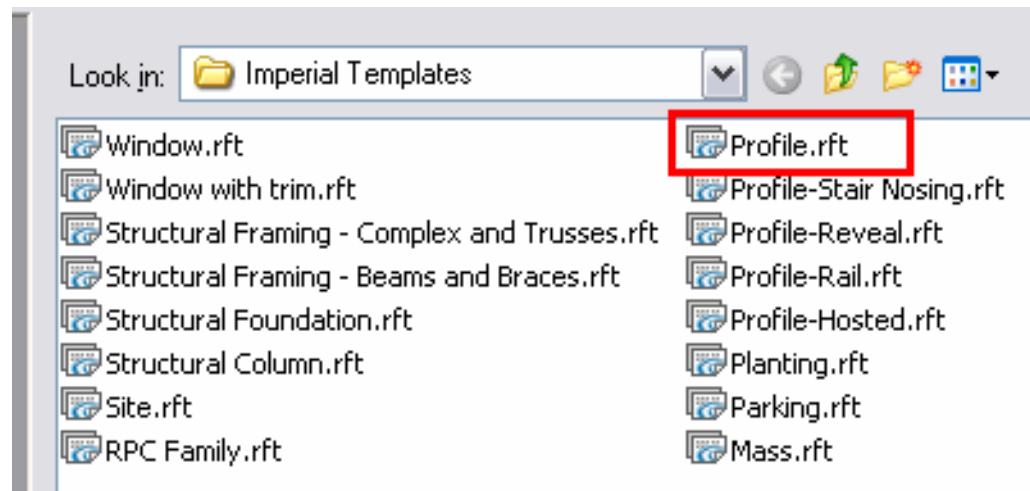 Look in: Imperial Templates
Window.rft
Window with trim.rft
Structural Framing - Complex and Trusses.rft
Structural Framing - Beams and Braces.rft
Structural Foundation.rft
Structural Column.rft
Site.rft
RPC Family.rft
Profile.rft
Profile-Stair Nosing.rft
Profile-Reveal.rft
Profile-Rail.rft
Profile-Hosted.rft
Planting.rft
Parking.rft
Mass.rft